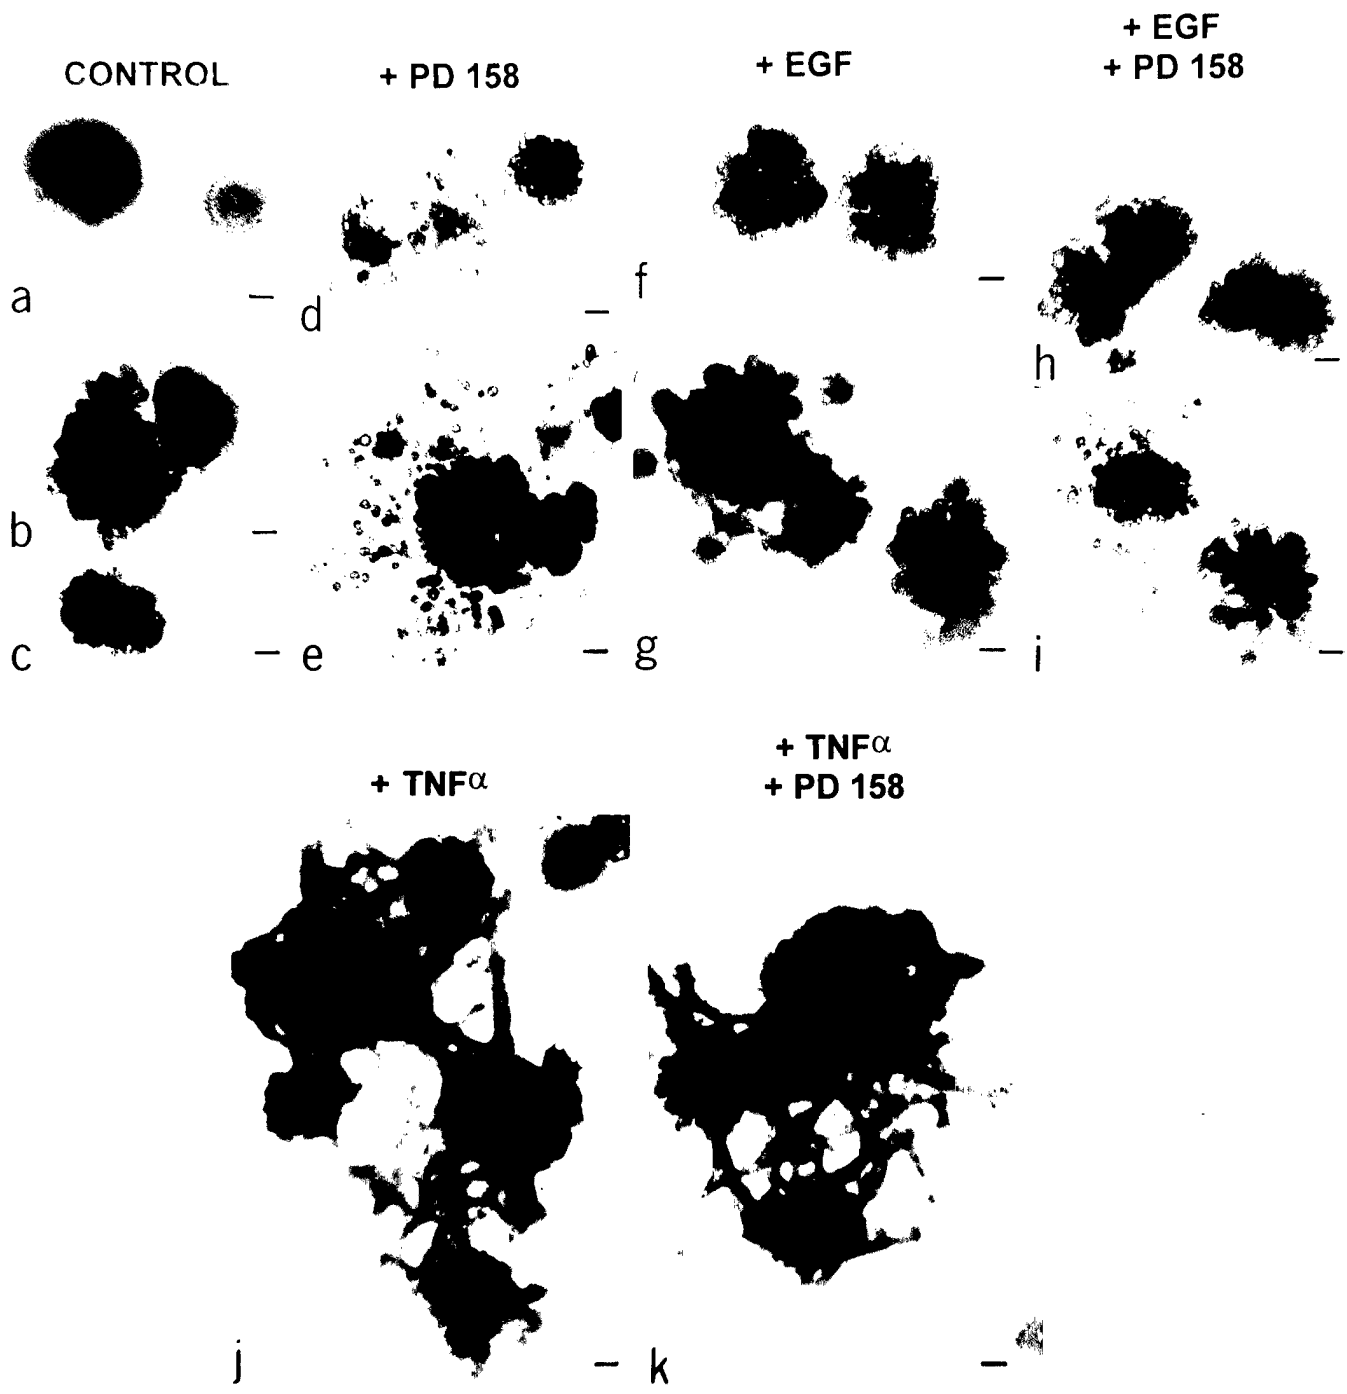 CONTROL
+ PD 158
+ EGF
+ EGF
+ PD 158
a
d
f
h
b
c
e
g
i
+ TNFα
+ TNFα
+ PD 158
j
k